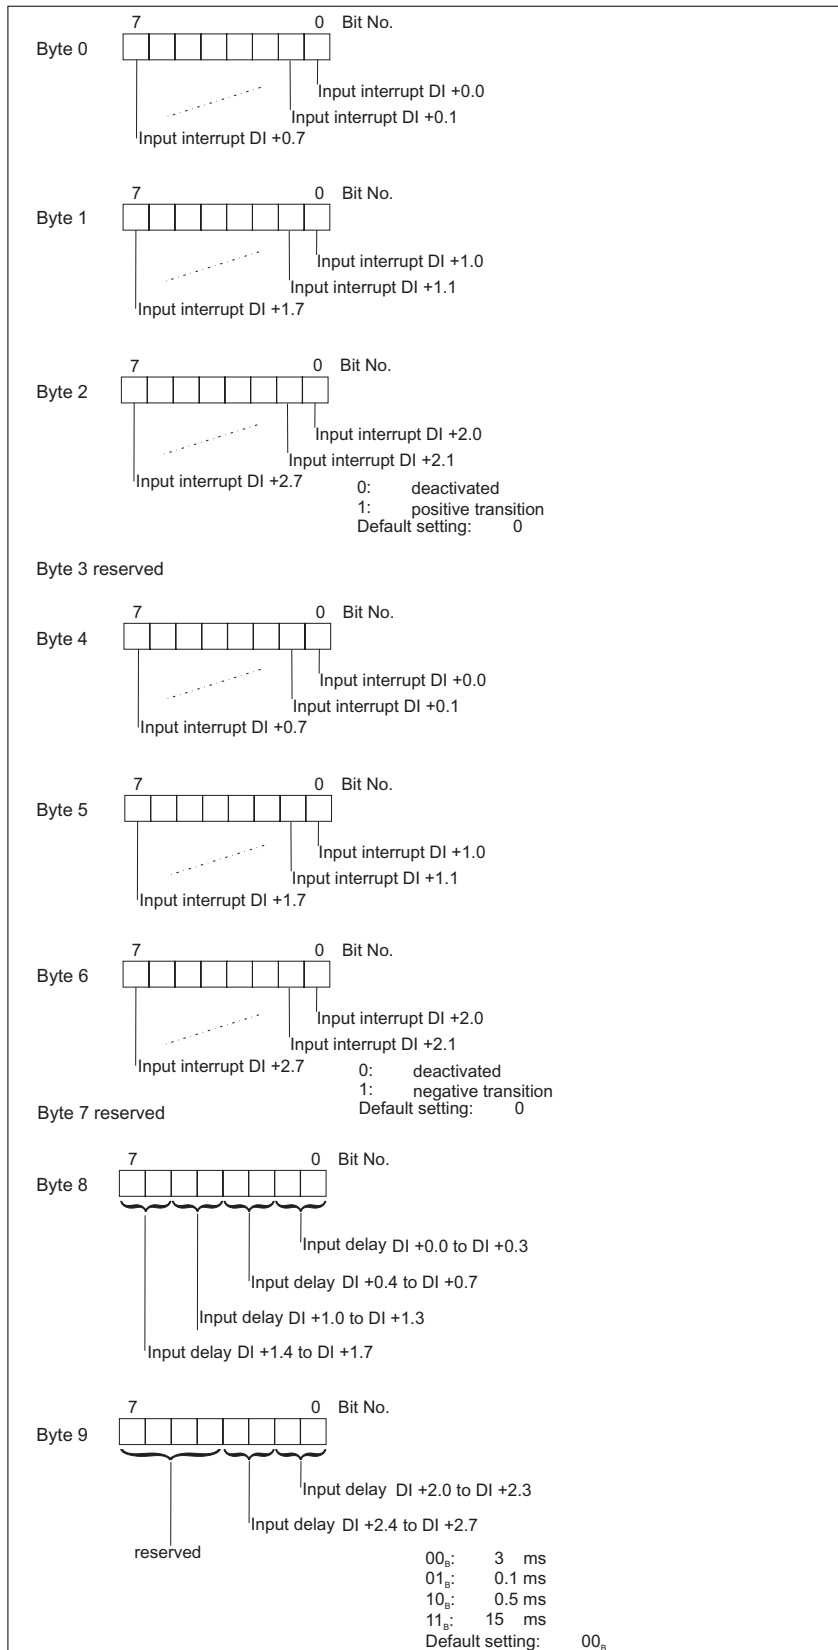 7 0 Bit No.
Byte 0
Input interrupt DI +0.0
Input interrupt DI +0.1
Input interrupt DI +0.7
7 0 Bit No.
Byte 1
Input interrupt DI +1.0
Input interrupt DI +1.1
Input interrupt DI +1.7
7 0 Bit No.
Byte 2
Input interrupt DI +2.0
Input interrupt DI +2.1
Input interrupt DI +2.7
0: deactivated
1: positive transition
Default setting: 0
Byte 3 reserved
7 0 Bit No.
Byte 4
Input interrupt DI +0.0
Input interrupt DI +0.1
Input interrupt DI +0.7
7 0 Bit No.
Byte 5
Input interrupt DI +1.0
Input interrupt DI +1.1
Input interrupt DI +1.7
7 0 Bit No.
Byte 6
Input interrupt DI +2.0
Input interrupt DI +2.1
Input interrupt DI +2.7
0: deactivated
1: negative transition
Default setting: 0
Byte 7 reserved
7 0 Bit No.
Byte 8
Input delay DI +0.0 to DI +0.3
Input delay DI +0.4 to DI +0.7
Input delay DI +1.0 to DI +1.3
Input delay DI +1.4 to DI +1.7
7 0 Bit No.
Byte 9
Input delay DI +2.0 to DI +2.3
Input delay DI +2.4 to DI +2.7
reserved
00B: 3 ms
01B: 0.1 ms
10B: 0.5 ms
11B: 15 ms
Default setting: 00B